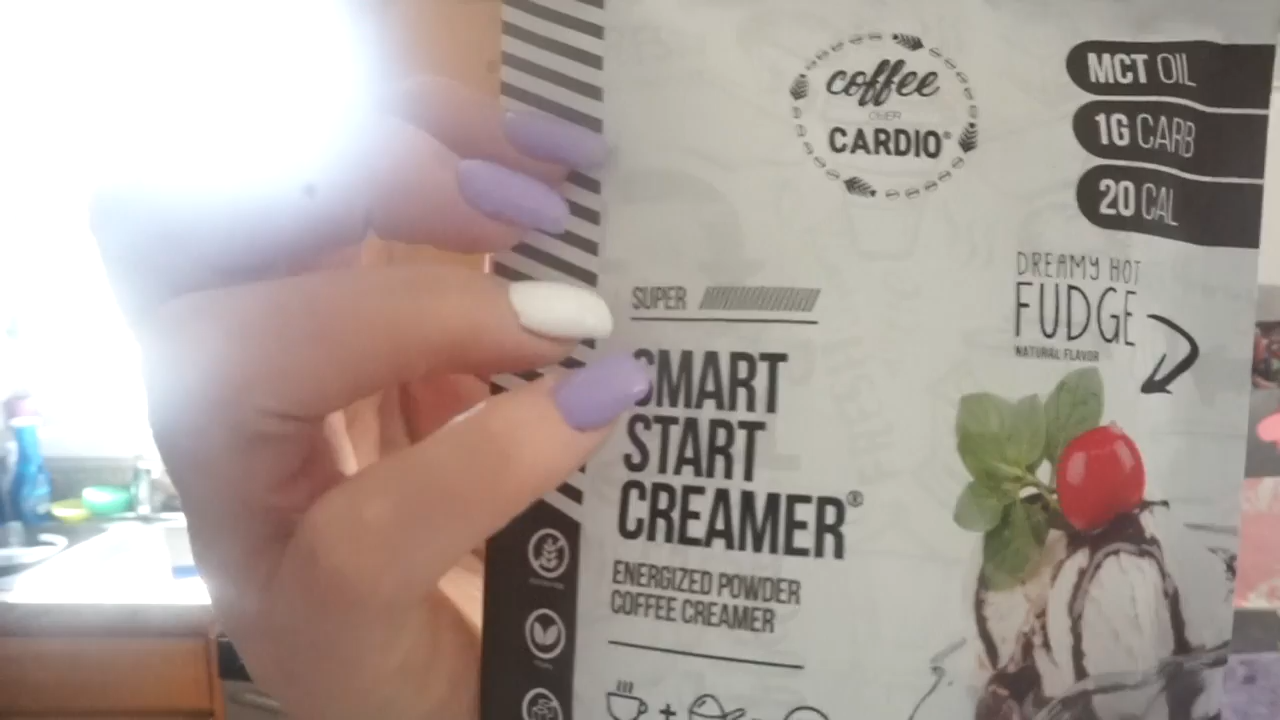 coffee
OVER
CARDIO®
MCT OIL
1G CARB
20 CAL
DREAMY HOT
FUDGE
NATURAL FLAVOR
SUPER
SMART
START
CREAMER®
ENERGIZED POWDER
COFFEE CREAMER
+